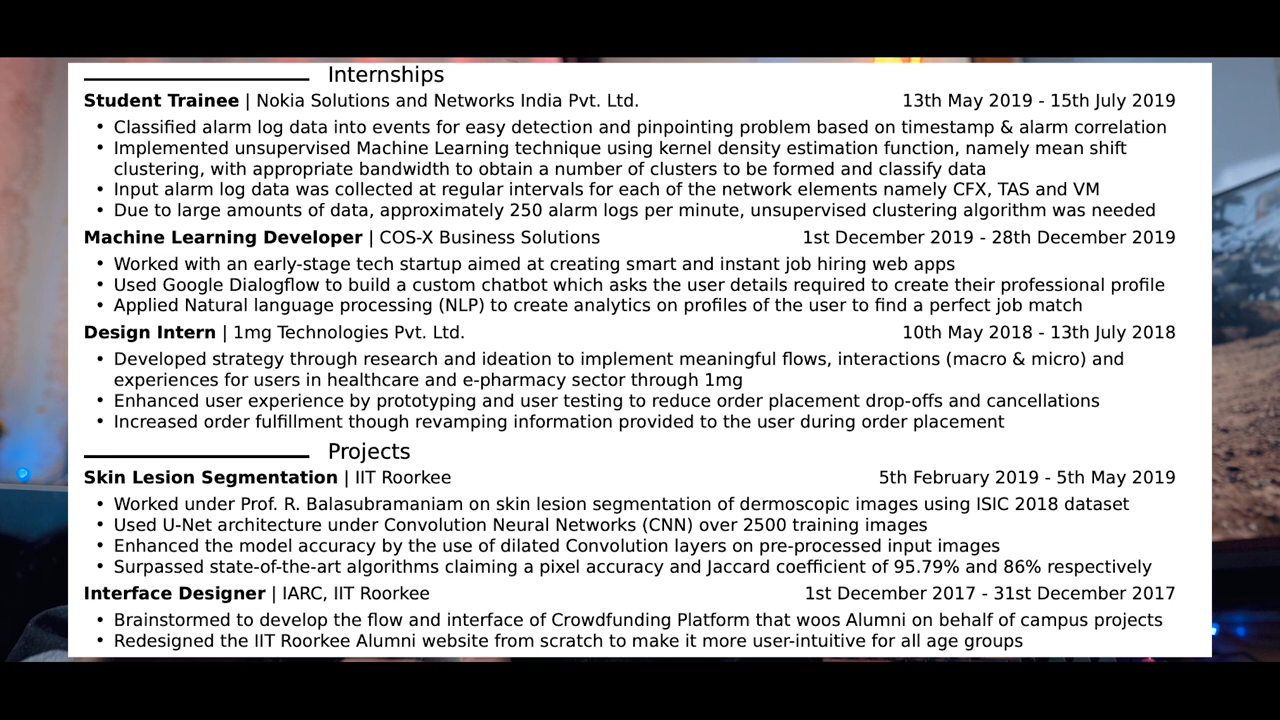 Internships
Student Trainee | Nokia Solutions and Networks India Pvt. Ltd. 13th May 2019 - 15th July 2019
• Classified alarm log data into events for easy detection and pinpointing problem based on timestamp & alarm correlation
• Implemented unsupervised Machine Learning technique using kernel density estimation function, namely mean shift
clustering, with appropriate bandwidth to obtain a number of clusters to be formed and classify data
• Input alarm log data was collected at regular intervals for each of the network elements namely CFX, TAS and VM
• Due to large amounts of data, approximately 250 alarm logs per minute, unsupervised clustering algorithm was needed
Machine Learning Developer | COS-X Business Solutions 1st December 2019 - 28th December 2019
• Worked with an early-stage tech startup aimed at creating smart and instant job hiring web apps
• Used Google Dialogflow to build a custom chatbot which asks the user details required to create their professional profile
• Applied Natural language processing (NLP) to create analytics on profiles of the user to find a perfect job match
Design Intern | 1mg Technologies Pvt. Ltd. 10th May 2018 - 13th July 2018
• Developed strategy through research and ideation to implement meaningful flows, interactions (macro & micro) and
experiences for users in healthcare and e-pharmacy sector through 1mg
• Enhanced user experience by prototyping and user testing to reduce order placement drop-offs and cancellations
• Increased order fulfillment though revamping information provided to the user during order placement
Projects
Skin Lesion Segmentation | IIT Roorkee 5th February 2019 - 5th May 2019
• Worked under Prof. R. Balasubramaniam on skin lesion segmentation of dermoscopic images using ISIC 2018 dataset
• Used U-Net architecture under Convolution Neural Networks (CNN) over 2500 training images
• Enhanced the model accuracy by the use of dilated Convolution layers on pre-processed input images
• Surpassed state-of-the-art algorithms claiming a pixel accuracy and Jaccard coefficient of 95.79% and 86% respectively
Interface Designer | IARC, IIT Roorkee 1st December 2017 - 31st December 2017
• Brainstormed to develop the flow and interface of Crowdfunding Platform that woos Alumni on behalf of campus projects
• Redesigned the IIT Roorkee Alumni website from scratch to make it more user-intuitive for all age groups